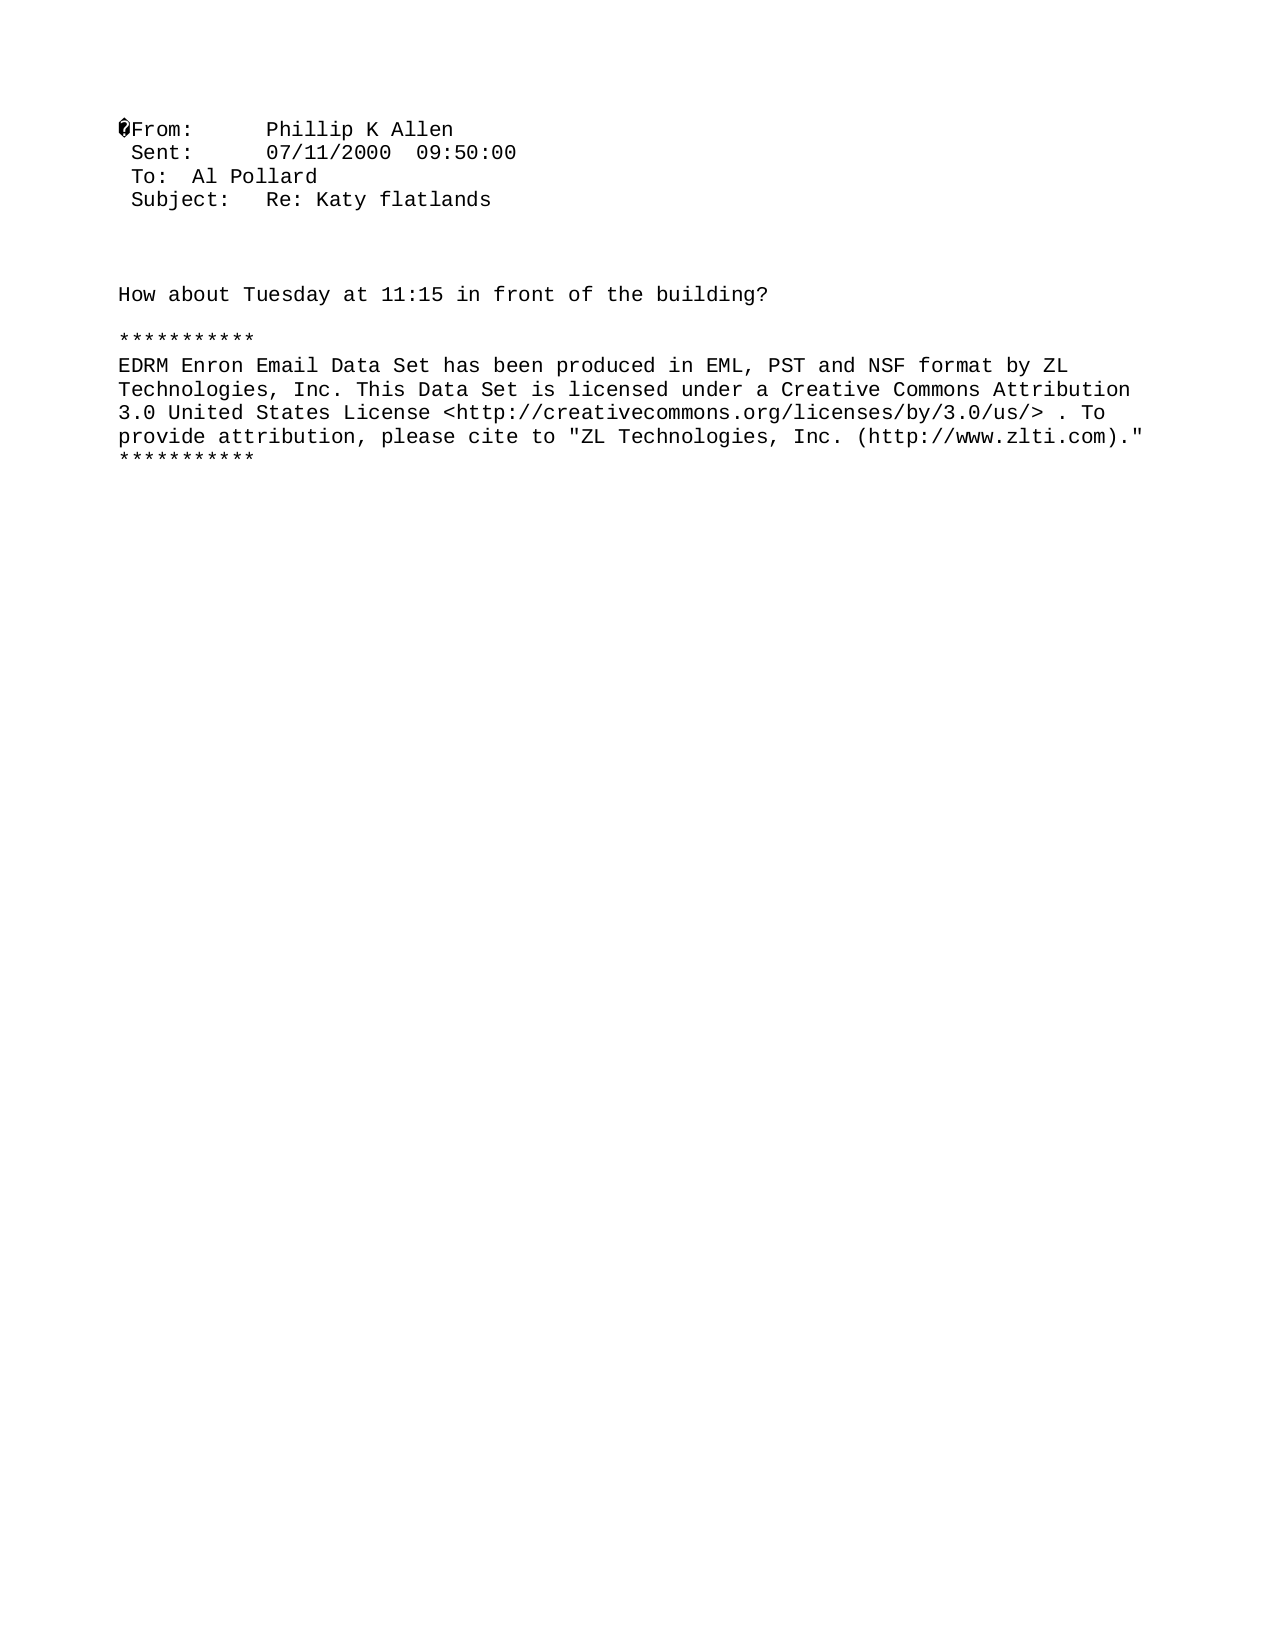 �From: Phillip K Allen
Sent: 07/11/2000 09:50:00
To: Al Pollard
Subject: Re: Katy flatlands
How about Tuesday at 11:15 in front of the building?
***********
EDRM Enron Email Data Set has been produced in EML, PST and NSF format by ZL
Technologies, Inc. This Data Set is licensed under a Creative Commons Attribution
3.0 United States License <http://creativecommons.org/licenses/by/3.0/us/> . To
provide attribution, please cite to "ZL Technologies, Inc. (http://www.zlti.com)."
***********